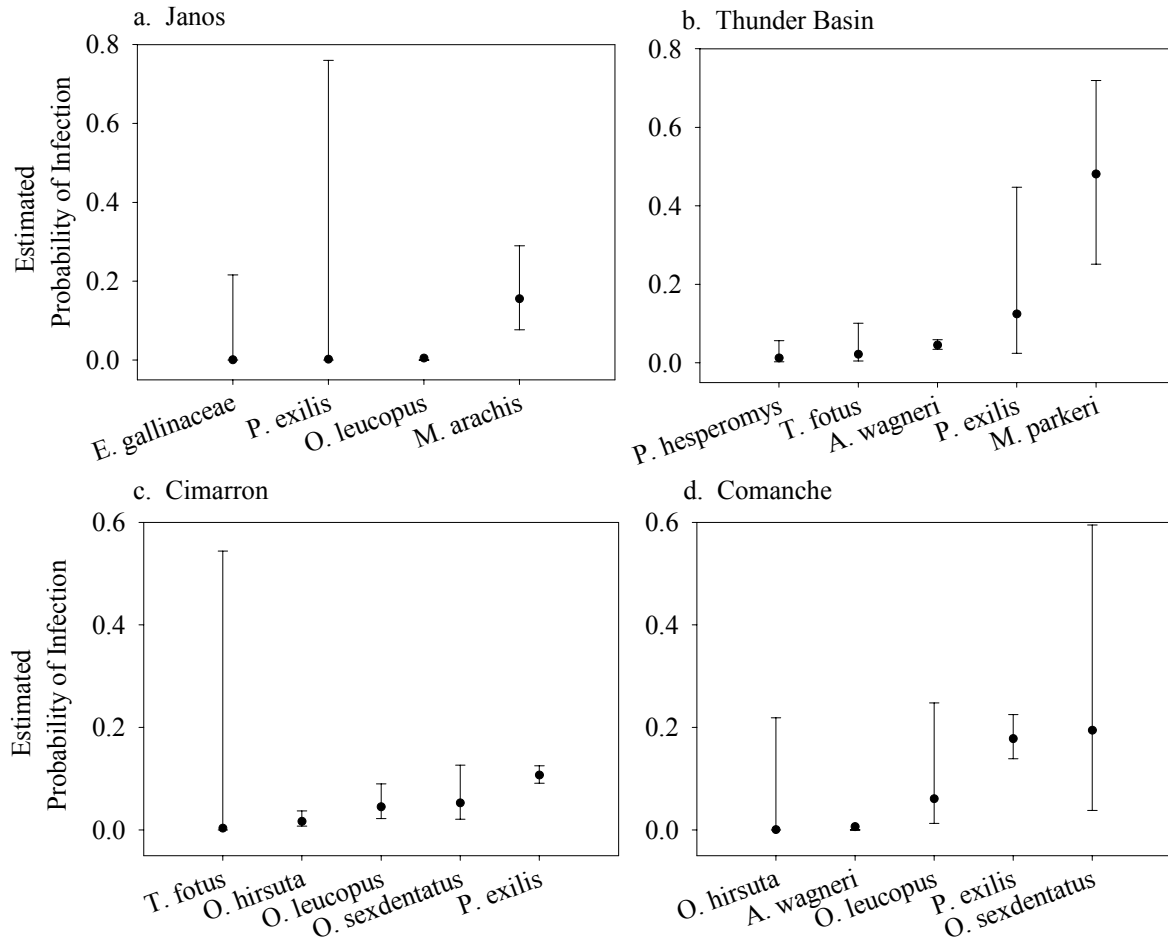 a. Janos
0.8
0.6
0.4
0.2
0.0
Estimated
Probability of Infection
E. gallinaceae
P. exilis
O. leucopus
M. arachis
b. Thunder Basin
0.8
0.6
0.4
0.2
0.0
P. hesperomys
T. fotus
A. wagneri
P. exilis
M. parkeri
c. Cimarron
0.6
0.4
0.2
0.0
Estimated
Probability of Infection
T. fotus
O. hirsuta
O. leucopus
O. sexdentatus
P. exilis
d. Comanche
0.6
0.4
0.2
0.0
O. hirsuta
A. wagneri
O. leucopus
P. exilis
O. sexdentatus